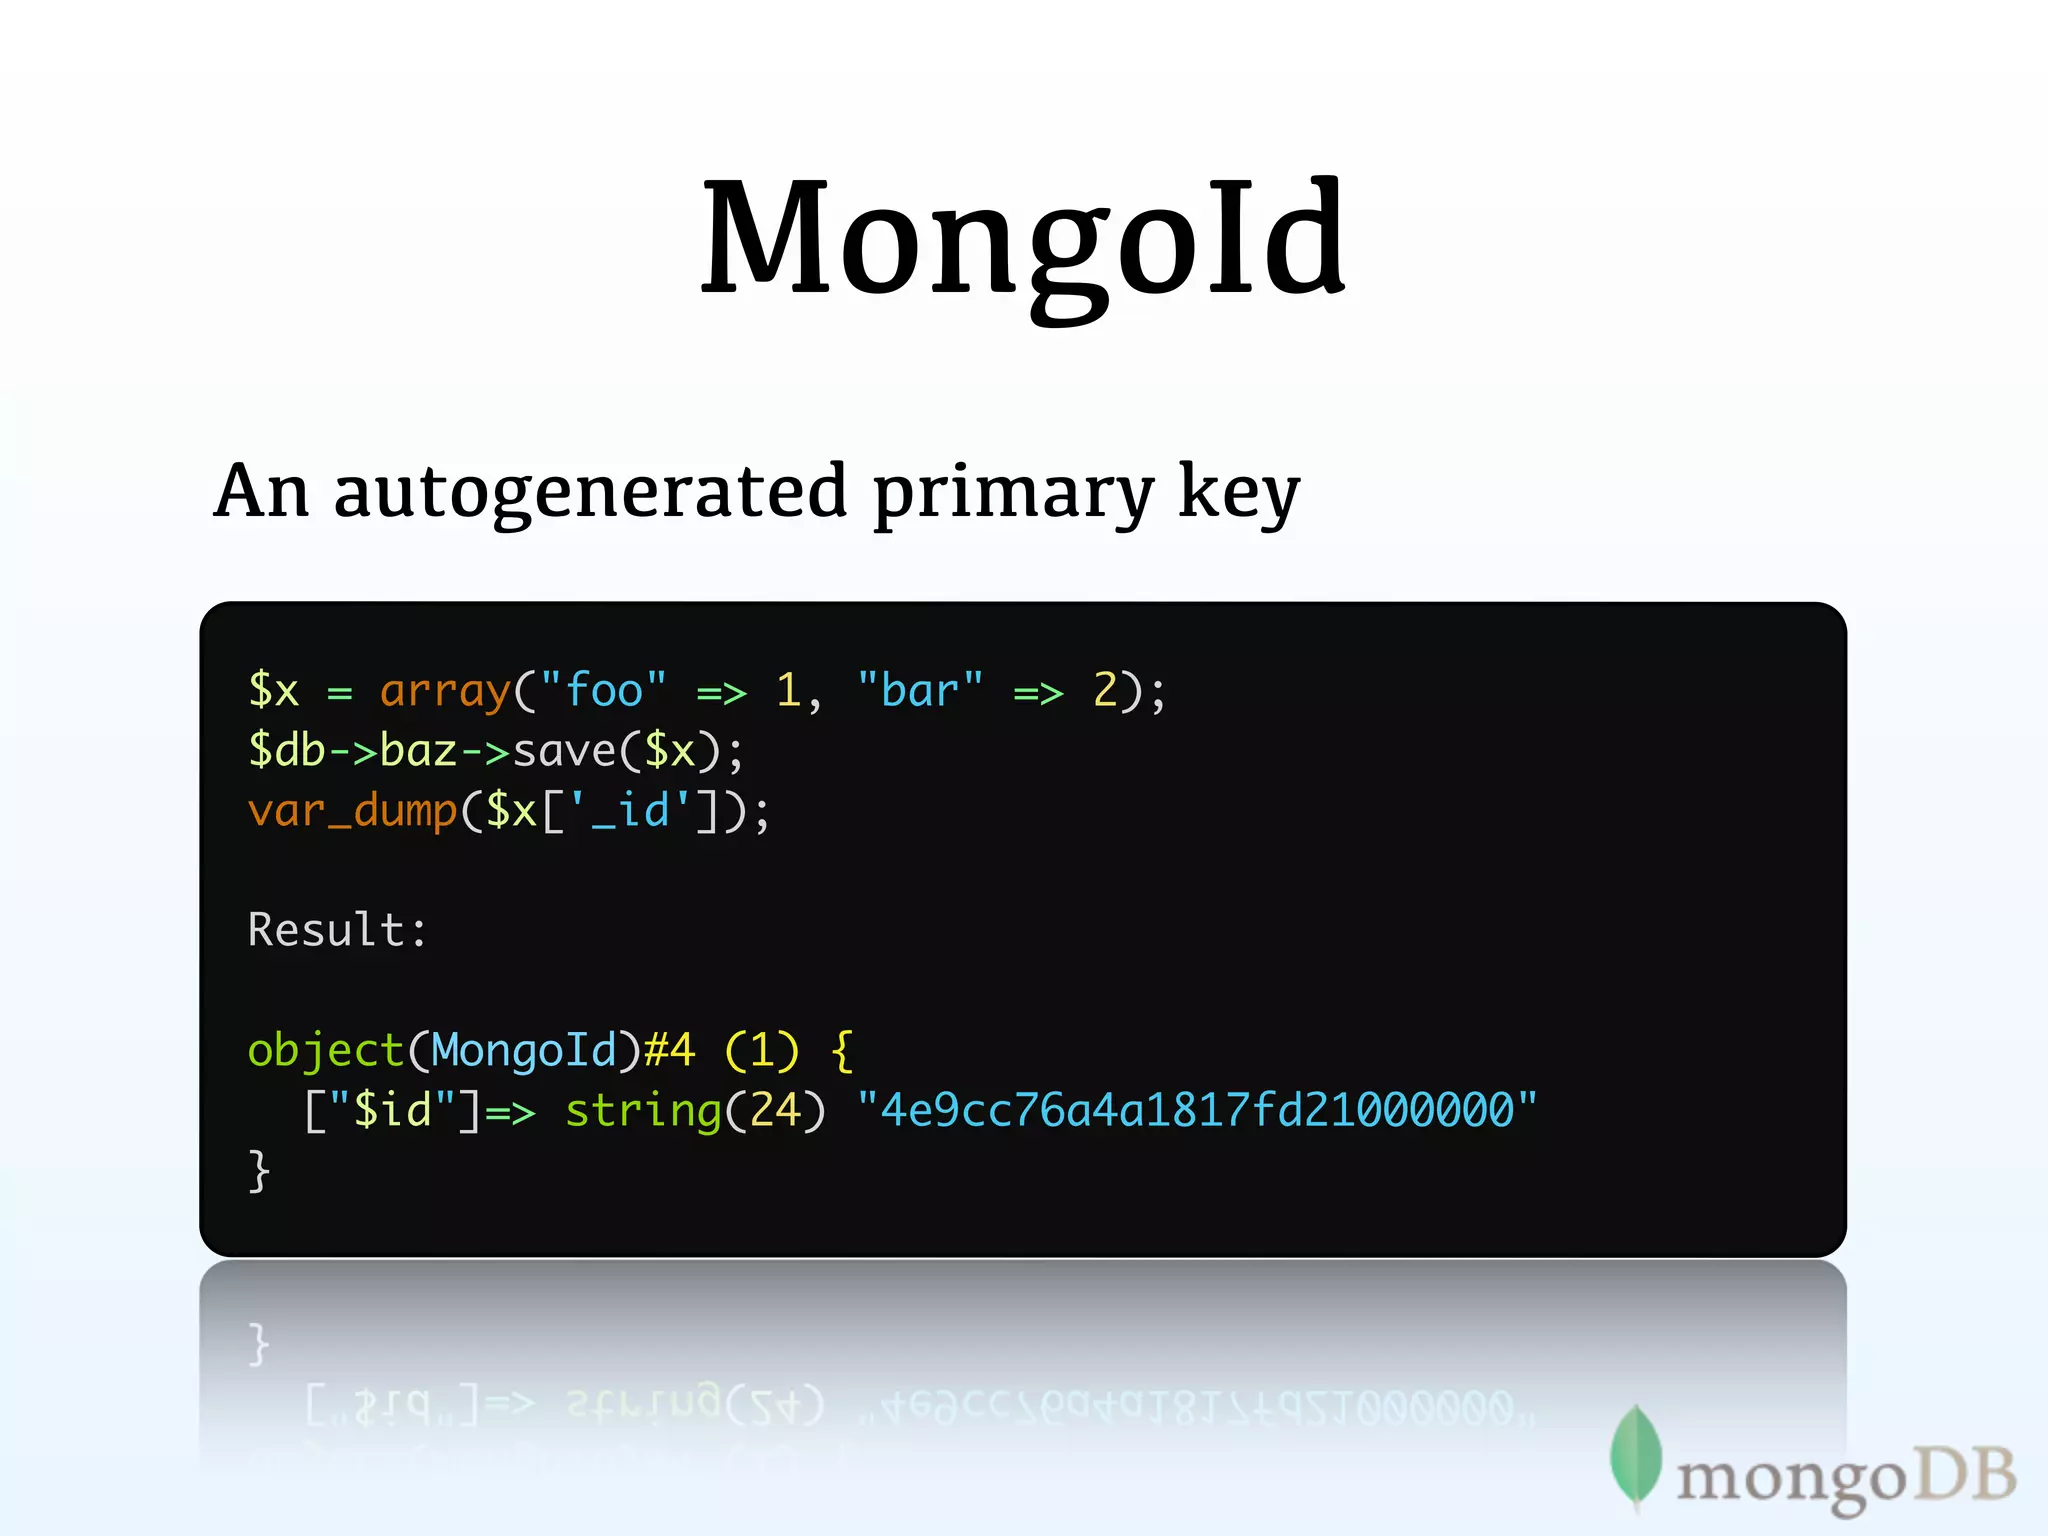 MongoId
An autogenerated primary key
$x = array("foo" => 1, "bar" => 2);
$db->baz->save($x);
var_dump($x['_id']);
Result:
object(MongoId)#4 (1) {
  ["$id"]=> string(24) "4e9cc76a4a1817fd21000000"
}
mongoDB